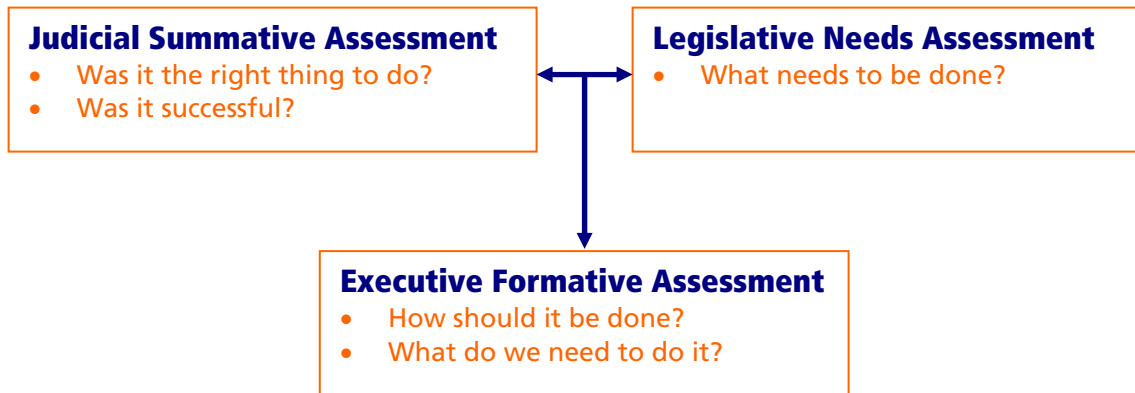 Judicial Summative Assessment
• Was it the right thing to do?
• Was it successful?
Legislative Needs Assessment
• What needs to be done?
Executive Formative Assessment
• How should it be done?
• What do we need to do it?